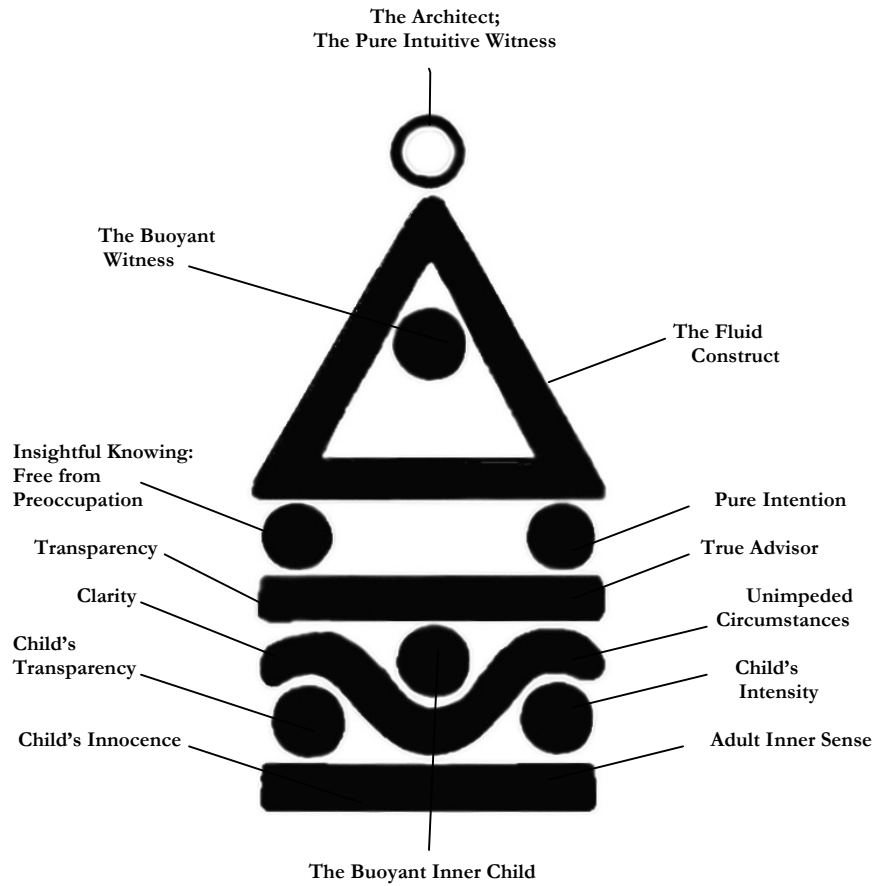 The Architect;
The Pure Intuitive Witness
The Buoyant
Witness
The Fluid
Construct
Insightful Knowing:
Free from
Preoccupation
Pure Intention
Transparency
True Advisor
Clarity
Unimpeded
Circumstances
Child's
Transparency
Child's
Intensity
Child's Innocence
Adult Inner Sense
The Buoyant Inner Child